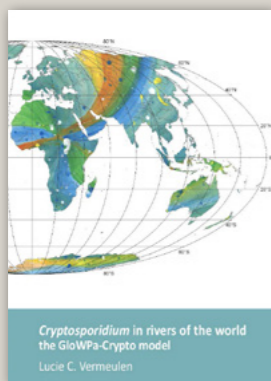 Cryptosporidium in rivers of the world
the GloWPa-Crypto model
Lucie C. Vermeulen